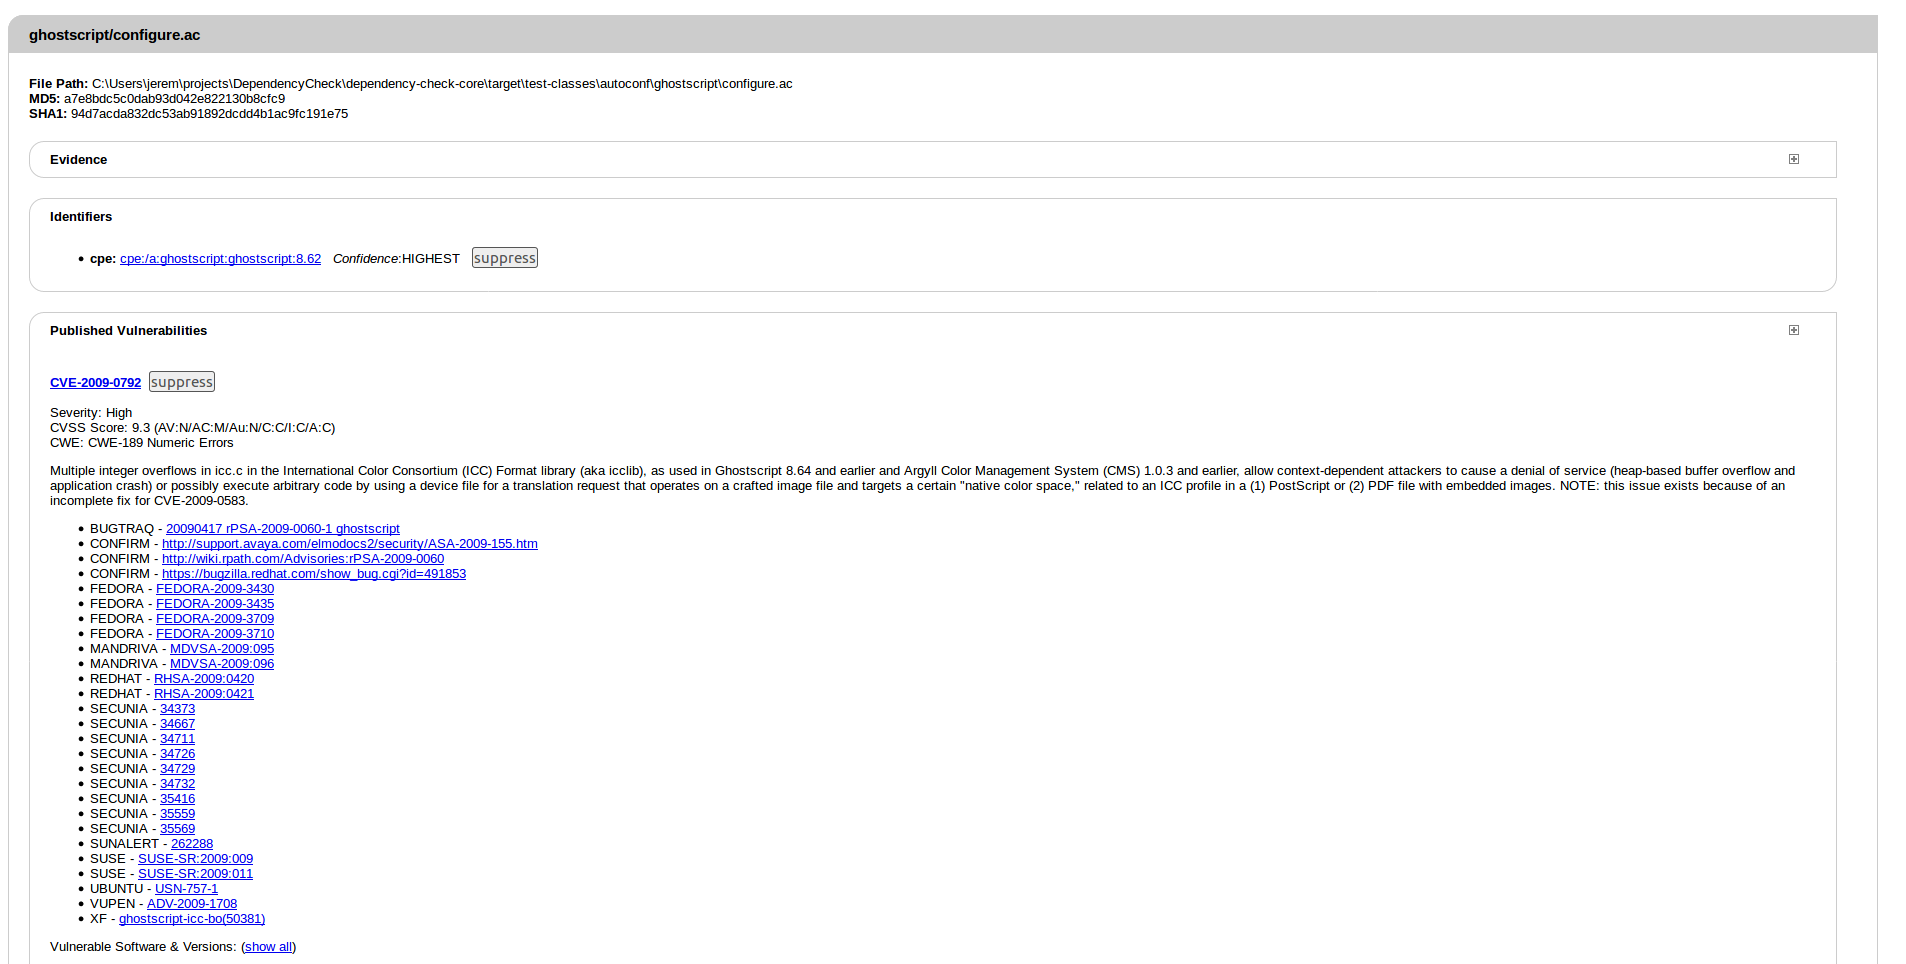 ghostscript/configure.ac
File Path: C:\Users\jerem\projects\DependencyCheck\dependency-check-core\target\test-classes\autoconf\ghostscript\configure.ac
MD5: a7e8bdc5c0dab93d042e822130b8cfc9
SHA1: 94d7acda832dc53ab91892dcdd4b1ac9fc191e75
Evidence
Identifiers
• cpe: cpe:/a:ghostscript:ghostscript:8.62 Confidence:HIGHEST suppress
Published Vulnerabilities
CVE-2009-0792 suppress
Severity: High
CVSS Score: 9.3 (AV:N/AC:M/Au:N/C:C/I:C/A:C)
CWE: CWE-189 Numeric Errors
Multiple integer overflows in icc.c in the International Color Consortium (ICC) Format library (aka icclib), as used in Ghostscript 8.64 and earlier and Argyll Color Management System (CMS) 1.0.3 and earlier, allow context-dependent attackers to cause a denial of service (heap-based buffer overflow and
application crash) or possibly execute arbitrary code by using a device file for a translation request that operates on a crafted image file and targets a certain "native color space," related to an ICC profile in a (1) PostScript or (2) PDF file with embedded images. NOTE: this issue exists because of an
incomplete fix for CVE-2009-0583.
• BUGTRAQ - 20090417 rPSA-2009-0060-1 ghostscript
• CONFIRM - http://support.avaya.com/elmodocs2/security/ASA-2009-155.htm
• CONFIRM - http://wiki.rpath.com/Advisories:rPSA-2009-0060
• CONFIRM - https://bugzilla.redhat.com/show_bug.cgi?id=491853
• FEDORA - FEDORA-2009-3430
• FEDORA - FEDORA-2009-3435
• FEDORA - FEDORA-2009-3709
• FEDORA - FEDORA-2009-3710
• MANDRIVA - MDVSA-2009:095
• MANDRIVA - MDVSA-2009:096
• REDHAT - RHSA-2009:0420
• REDHAT - RHSA-2009:0421
• SECUNIA - 34373
• SECUNIA - 34667
• SECUNIA - 34711
• SECUNIA - 34726
• SECUNIA - 34729
• SECUNIA - 34732
• SECUNIA - 35416
• SECUNIA - 35559
• SECUNIA - 35569
• SUNALERT - 262288
• SUSE - SUSE-SR:2009:009
• SUSE - SUSE-SR:2009:011
• UBUNTU - USN-757-1
• VUPEN - ADV-2009-1708
• XF - ghostscript-icc-bo(50381)
Vulnerable Software & Versions: (show all)